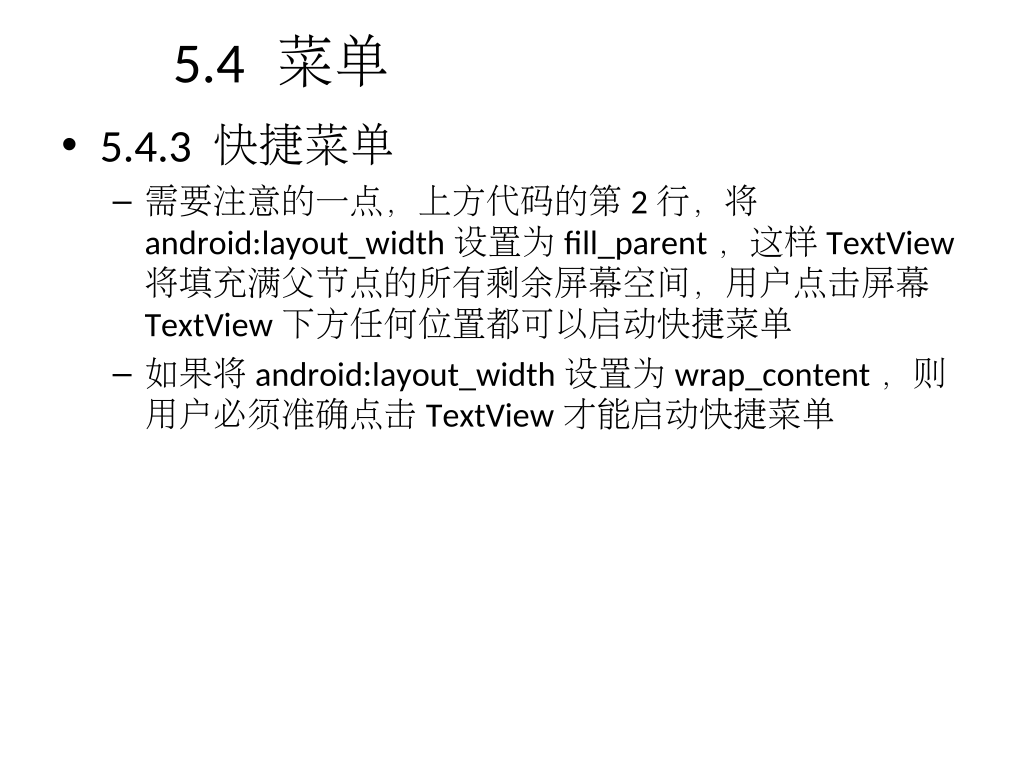 5.4 菜单
• 5.4.3 快捷菜单
– 需要注意的一点，上方代码的第 2 行，将
android:layout_width 设置为 fill_parent ，这样 TextView
将填充满父节点的所有剩余屏幕空间，用户点击屏幕
TextView 下方任何位置都可以启动快捷菜单
– 如果将 android:layout_width 设置为 wrap_content ，则
用户必须准确点击 TextView 才能启动快捷菜单